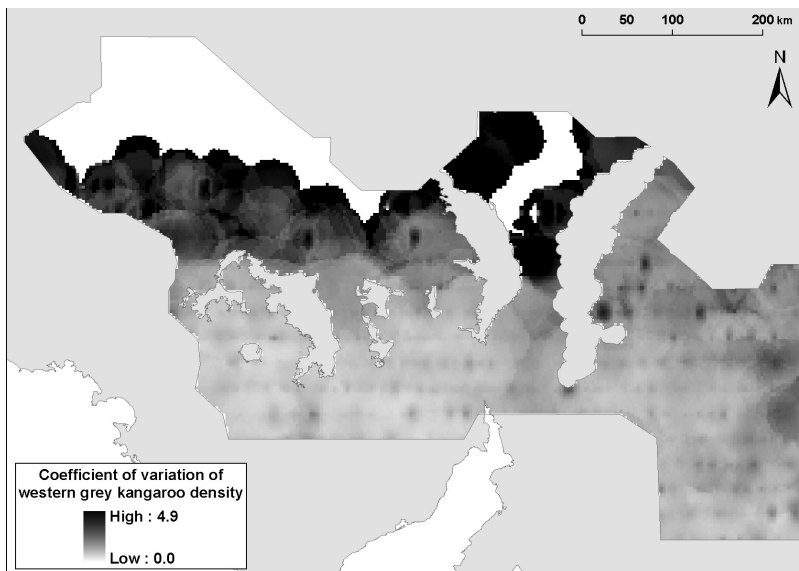 0 50 100 200 km
N
Coefficient of variation of
western grey kangaroo density
High : 4.9
Low : 0.0